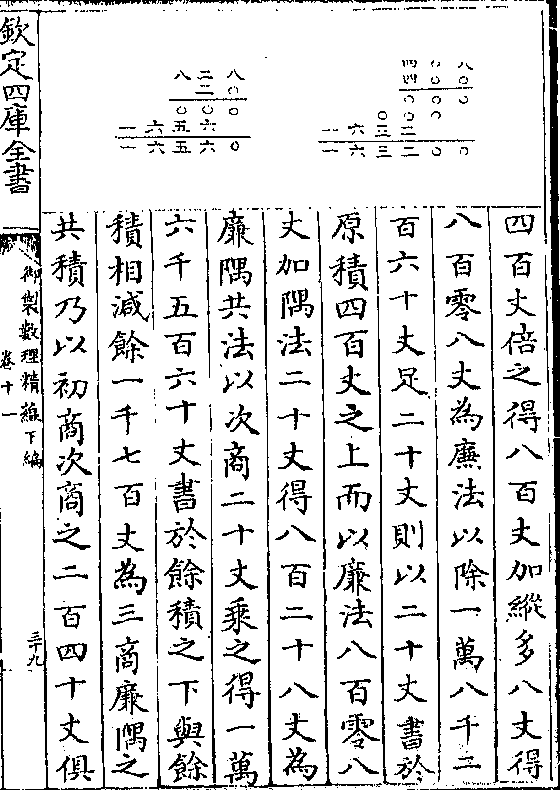 四〇八
四〇〇
〇〇〇
〇〇〇
一六三二
一六三二〇〇
八二八
二〇
〇〇〇
一六五六
一六五六〇
四百丈倍之得八百丈加縱多八丈得
八百零八丈為廉法以除一萬八千二
百六十丈足二十丈則以二十丈書於
原積四百丈之上而以廉法八百零八
丈加隅法二十丈得八百二十八丈為
廉隅共法以次商二十丈乘之得一萬
六千五百六十丈書於餘積之下與餘
積相減餘一千七百丈為三商廉隅之
共積乃以初商次商之二百四十丈俱
欽定四庫全書
御製數理精蘊下編
卷十一
三十九